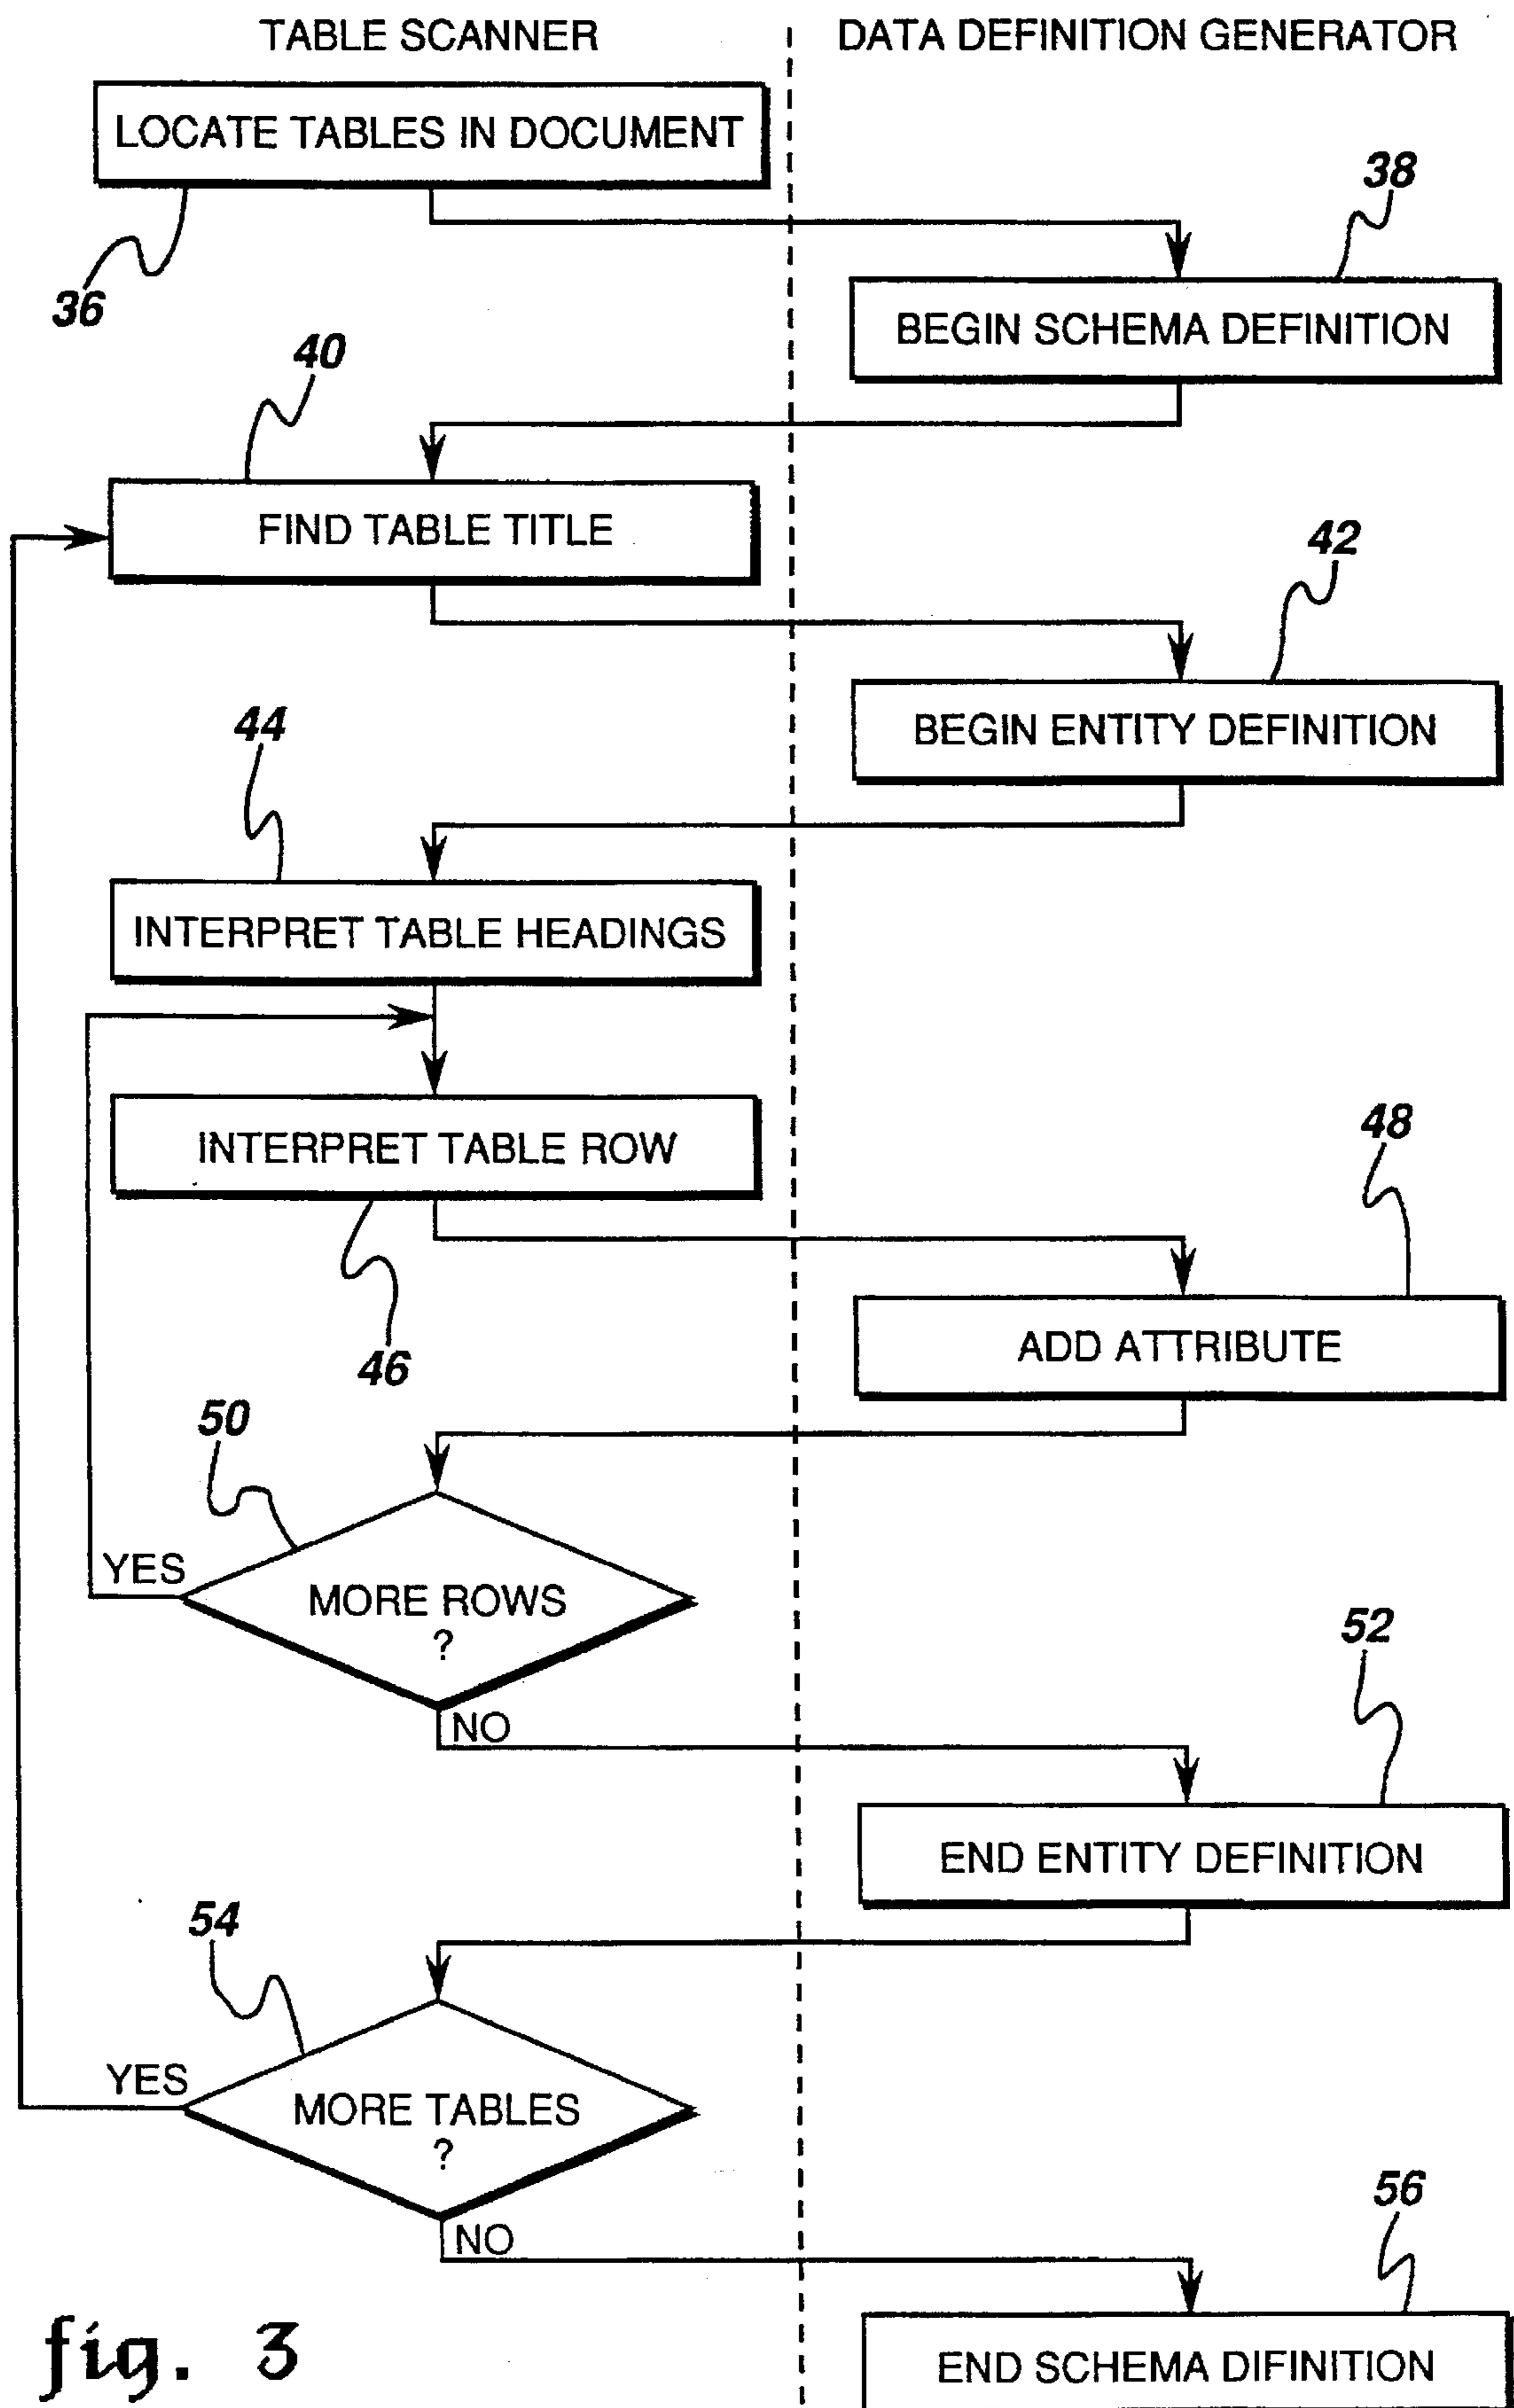 TABLE SCANNER
DATA DEFINITION GENERATOR
LOCATE TABLES IN DOCUMENT
38
36
BEGIN SCHEMA DEFINITION
40
FIND TABLE TITLE
42
44
BEGIN ENTITY DEFINITION
INTERPRET TABLE HEADINGS
INTERPRET TABLE ROW
48
46
ADD ATTRIBUTE
50
YES
MORE ROWS
?
NO
52
END ENTITY DEFINITION
54
YES
MORE TABLES
?
NO
56
END SCHEMA DIFINITION
fig. 3